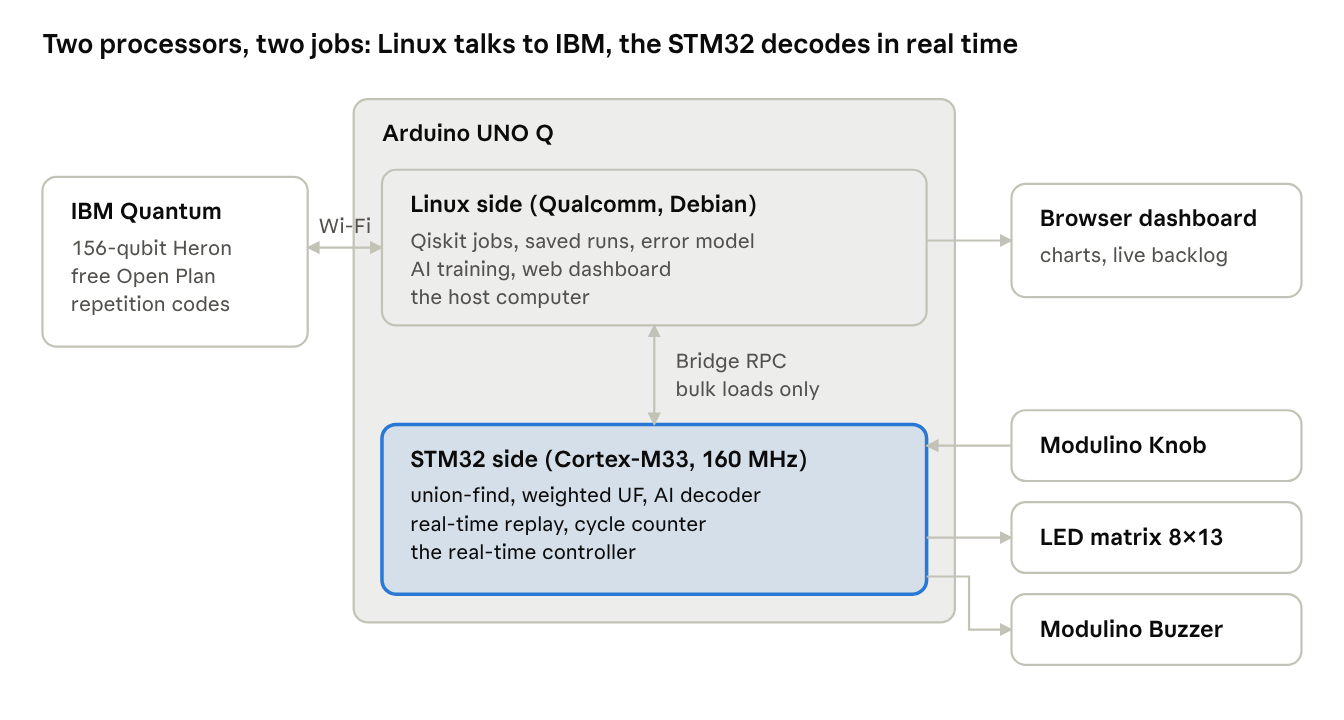 Two processors, two jobs: Linux talks to IBM, the STM32 decodes in real time
Arduino UNO Q
IBM Quantum
156-qubit Heron
free Open Plan
repetition codes
Wi-Fi
Linux side (Qualcomm, Debian)
Qiskit jobs, saved runs, error model
AI training, web dashboard
the host computer
Browser dashboard
charts, live backlog
Bridge RPC
bulk loads only
STM32 side (Cortex-M33, 160 MHz)
union-find, weighted UF, AI decoder
real-time replay, cycle counter
the real-time controller
Modulino Knob
LED matrix 8×13
Modulino Buzzer